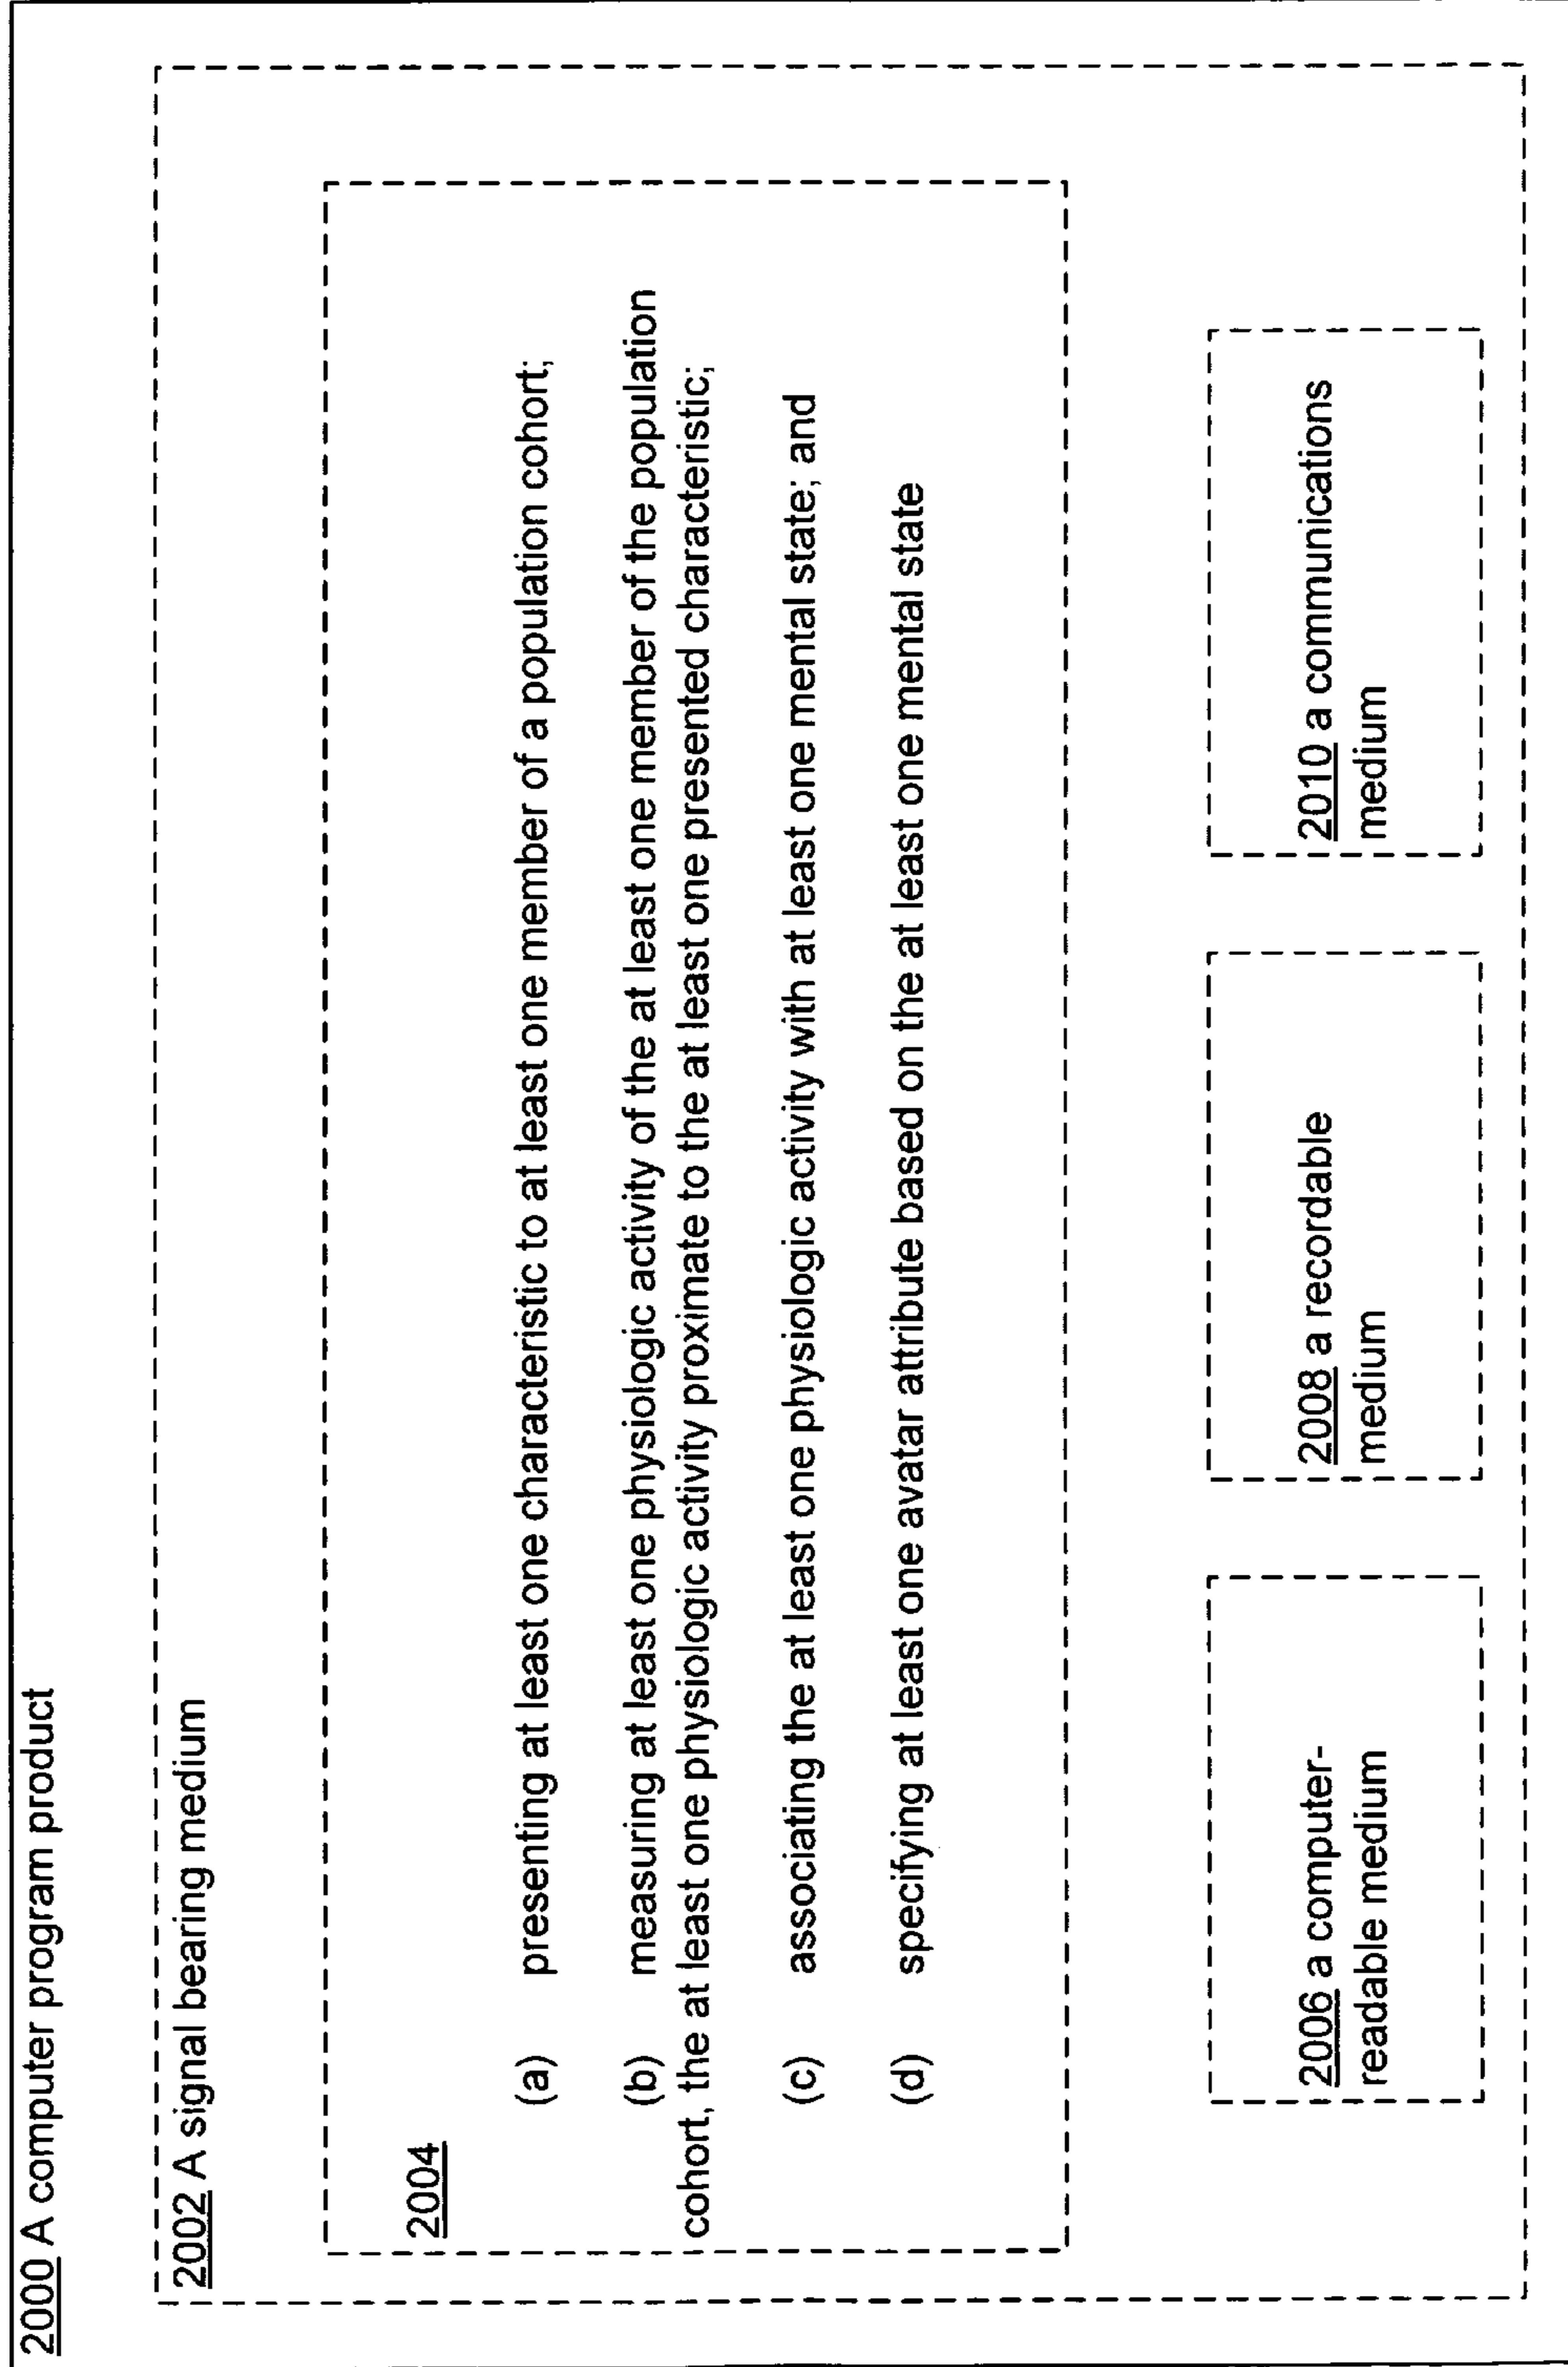 2000 A computer program product
2002 A signal bearing medium
2004
(a) presenting at least one characteristic to at least one member of a population cohort;
(b) measuring at least one physiologic activity of the at least one member of the population
cohort, the at least one physiologic activity proximate to the at least one presented characteristic;
(c) associating the at least one physiologic activity with at least one mental state; and
(d) specifying at least one avatar attribute based on the at least one mental state
2006 a computer-
readable medium
2008 a recordable
medium
2010 a communications
medium